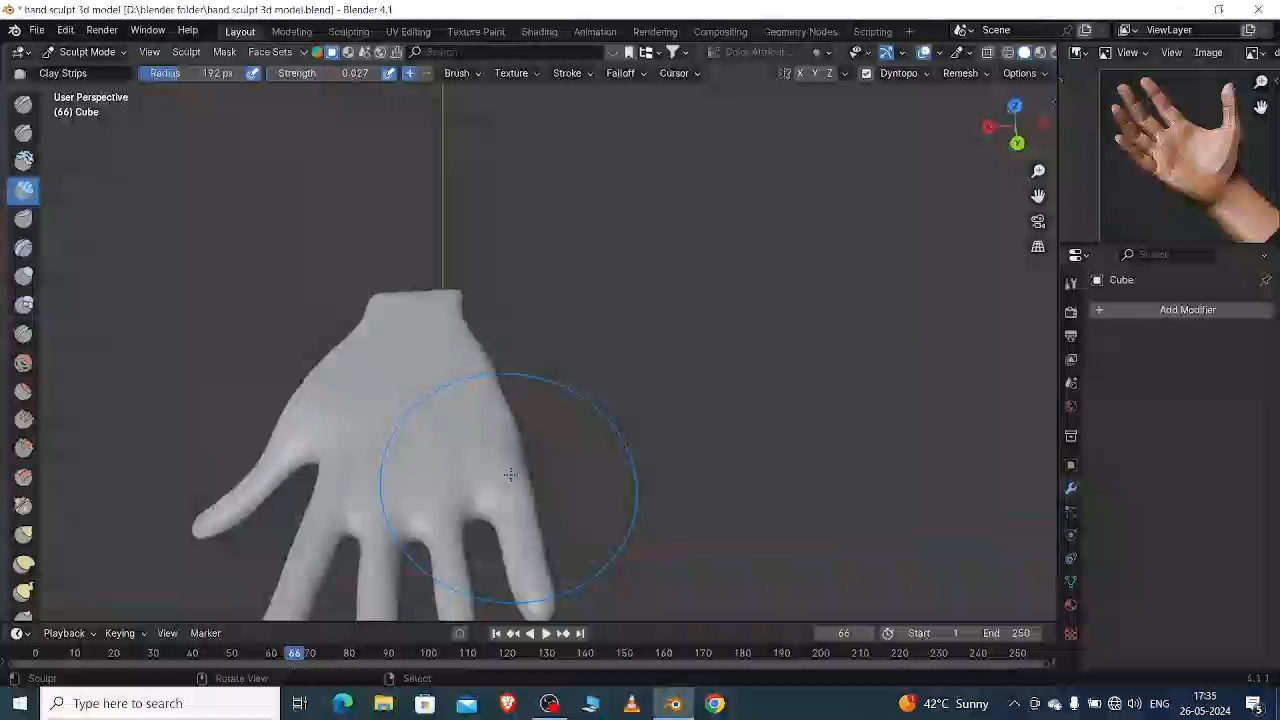 * hand sculpt 3d model [D:\blender folder\hand sculpt 3d model.blend] - Blender 4.1
File Edit Render Window Help Layout Modeling Sculpting UV Editing Texture Paint Shading Animation Rendering Compositing Geometry Nodes Scripting + Scene ViewLayer
Sculpt Mode View Sculpt Mask Face Sets Search Color Attribut... View View Image
Clay Strips Radius 192 px Strength 0.027 + − Brush Texture Stroke Falloff Cursor X Y Z Dyntopo Remesh Options
User Perspective
(66) Cube
Z
Y
Cube
+ Add Modifier
Playback Keying View Marker 66 Start 1 End 250
0 10 20 30 40 50 60 66 70 80 90 100 110 120 130 140 150 160 170 180 190 200 210 220 230 240 250
Sculpt Rotate View Select 4.1.1
Type here to search 42°C Sunny ENG 17:35
26-05-2024